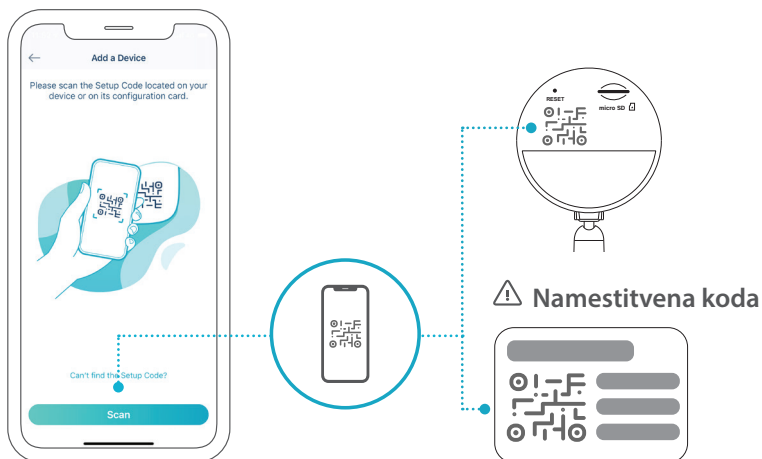 Add a Device
Please scan the Setup Code located on your
device or on its configuration card.
Can't find the Setup Code?
Scan
RESET
micro SD
Namestitvena koda